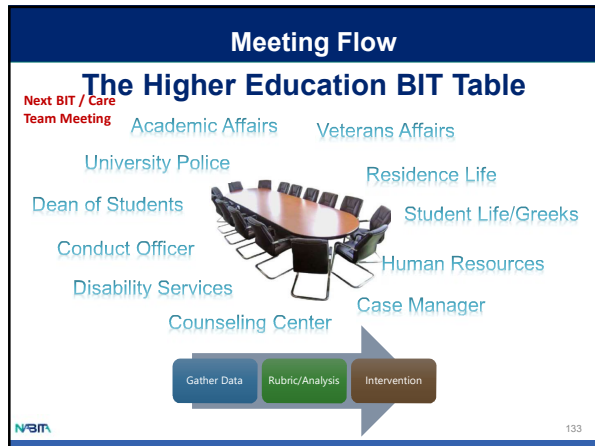 Meeting Flow
The Higher Education BIT Table
Next BIT / Care
Team Meeting
Academic Affairs
Veterans Affairs
University Police
Residence Life
Dean of Students
Student Life/Greeks
Conduct Officer
Human Resources
Disability Services
Case Manager
Counseling Center
Gather Data
Rubric/Analysis
Intervention
NABITA
133